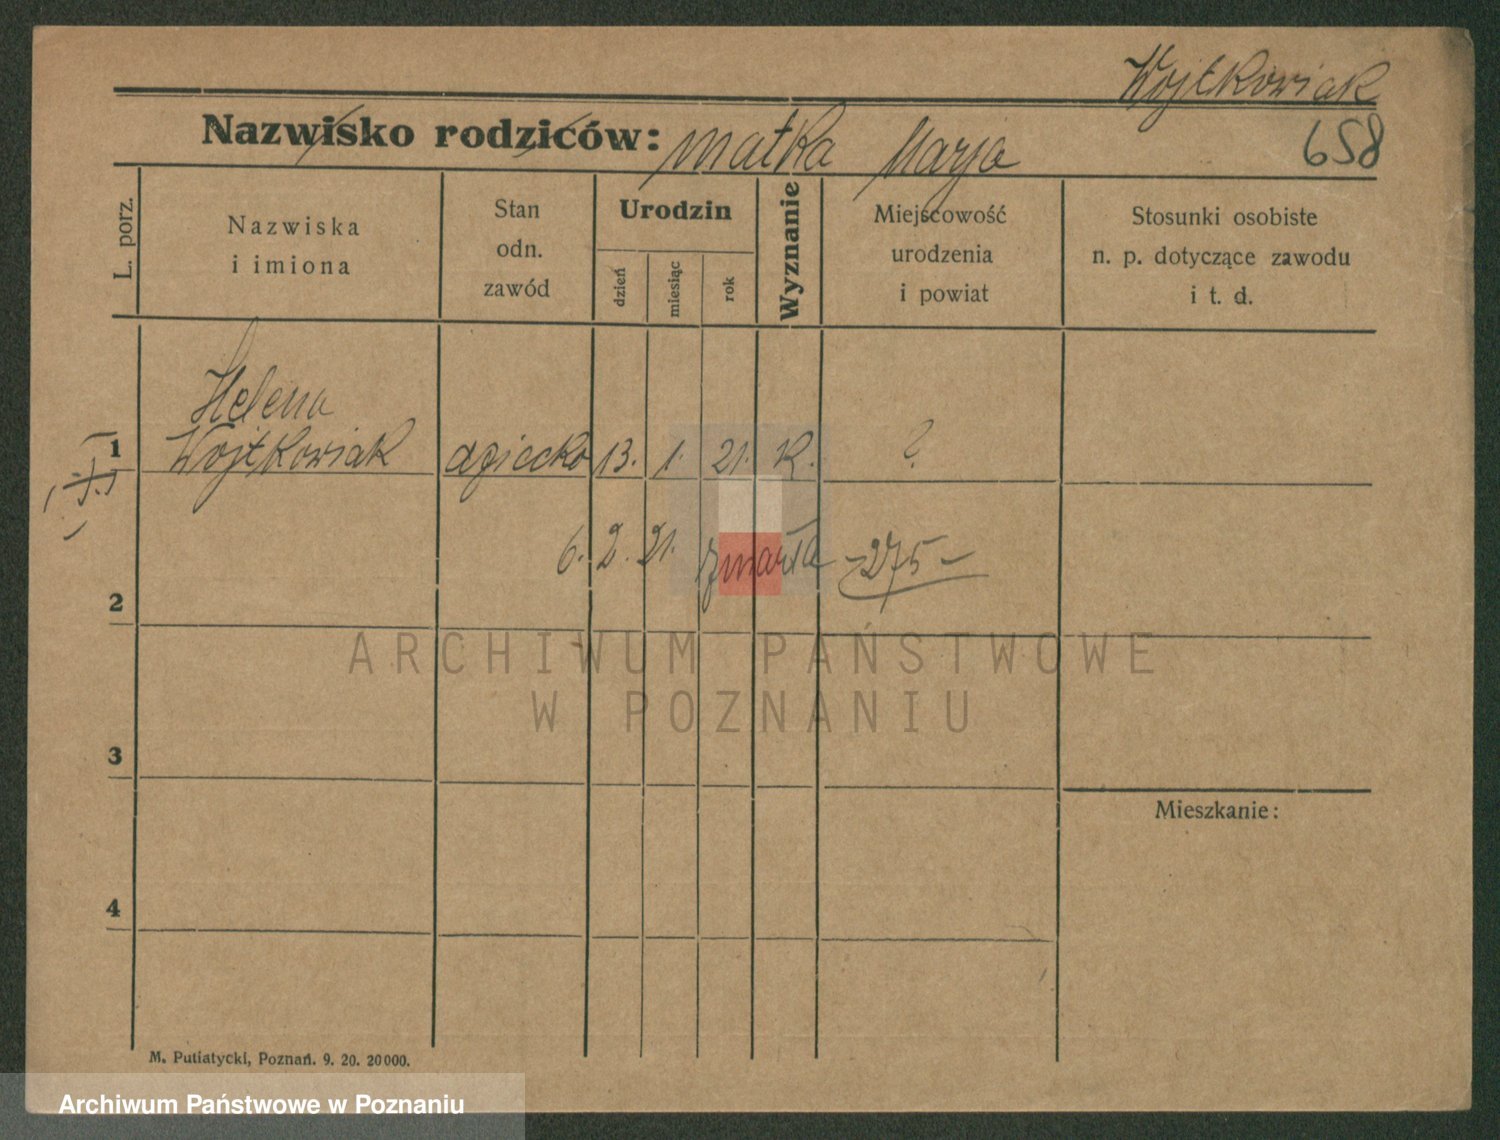 Wojtkowiak
Nazwisko rodziców: matka Marja
658
L. porz.
Nazwiska
i imiona
Stan
odn.
zawód
Urodzin
dzień
miesiąc
rok
Wyznanie
Miejscowość
urodzenia
i powiat
Stosunki osobiste
n. p. dotyczące zawodu
i t. d.
Helena
1 Wojtkowiak dziecko 13. 1. 21. K. ?
6. 2. 21. zmarła -275-
2
3
Mieszkanie:
4
M. Putiatycki, Poznań. 9. 20. 20000.
ARCHIWUM PAŃSTWOWE
W POZNANIU
Archiwum Państwowe w Poznaniu